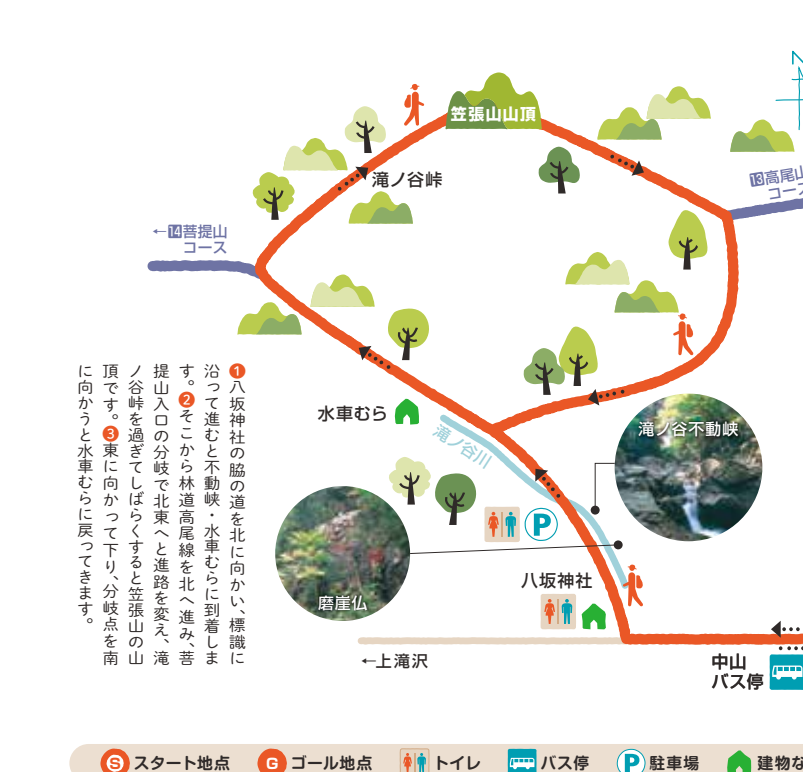 N
笠張山山頂
滝ノ谷峠
13高尾山
コース
←14菩提山
コース
水車むら
滝ノ谷川
滝ノ谷不動峡
P
磨崖仏
八坂神社
←上滝沢
中山
バス停
1八坂神社の脇の道を北に向かい、標識に
沿って進むと不動峡・水車むらに到着しま
す。2そこから林道高尾線を北へ進み、菩
提山入口の分岐で北東へと進路を変え、滝
ノ谷峠を過ぎてしばらくすると笠張山の山
頂です。3東に向かって下り、分岐点を南
に向かうと水車むらに戻ってきます。
S スタート地点 G ゴール地点 トイレ バス停 P 駐車場 建物な